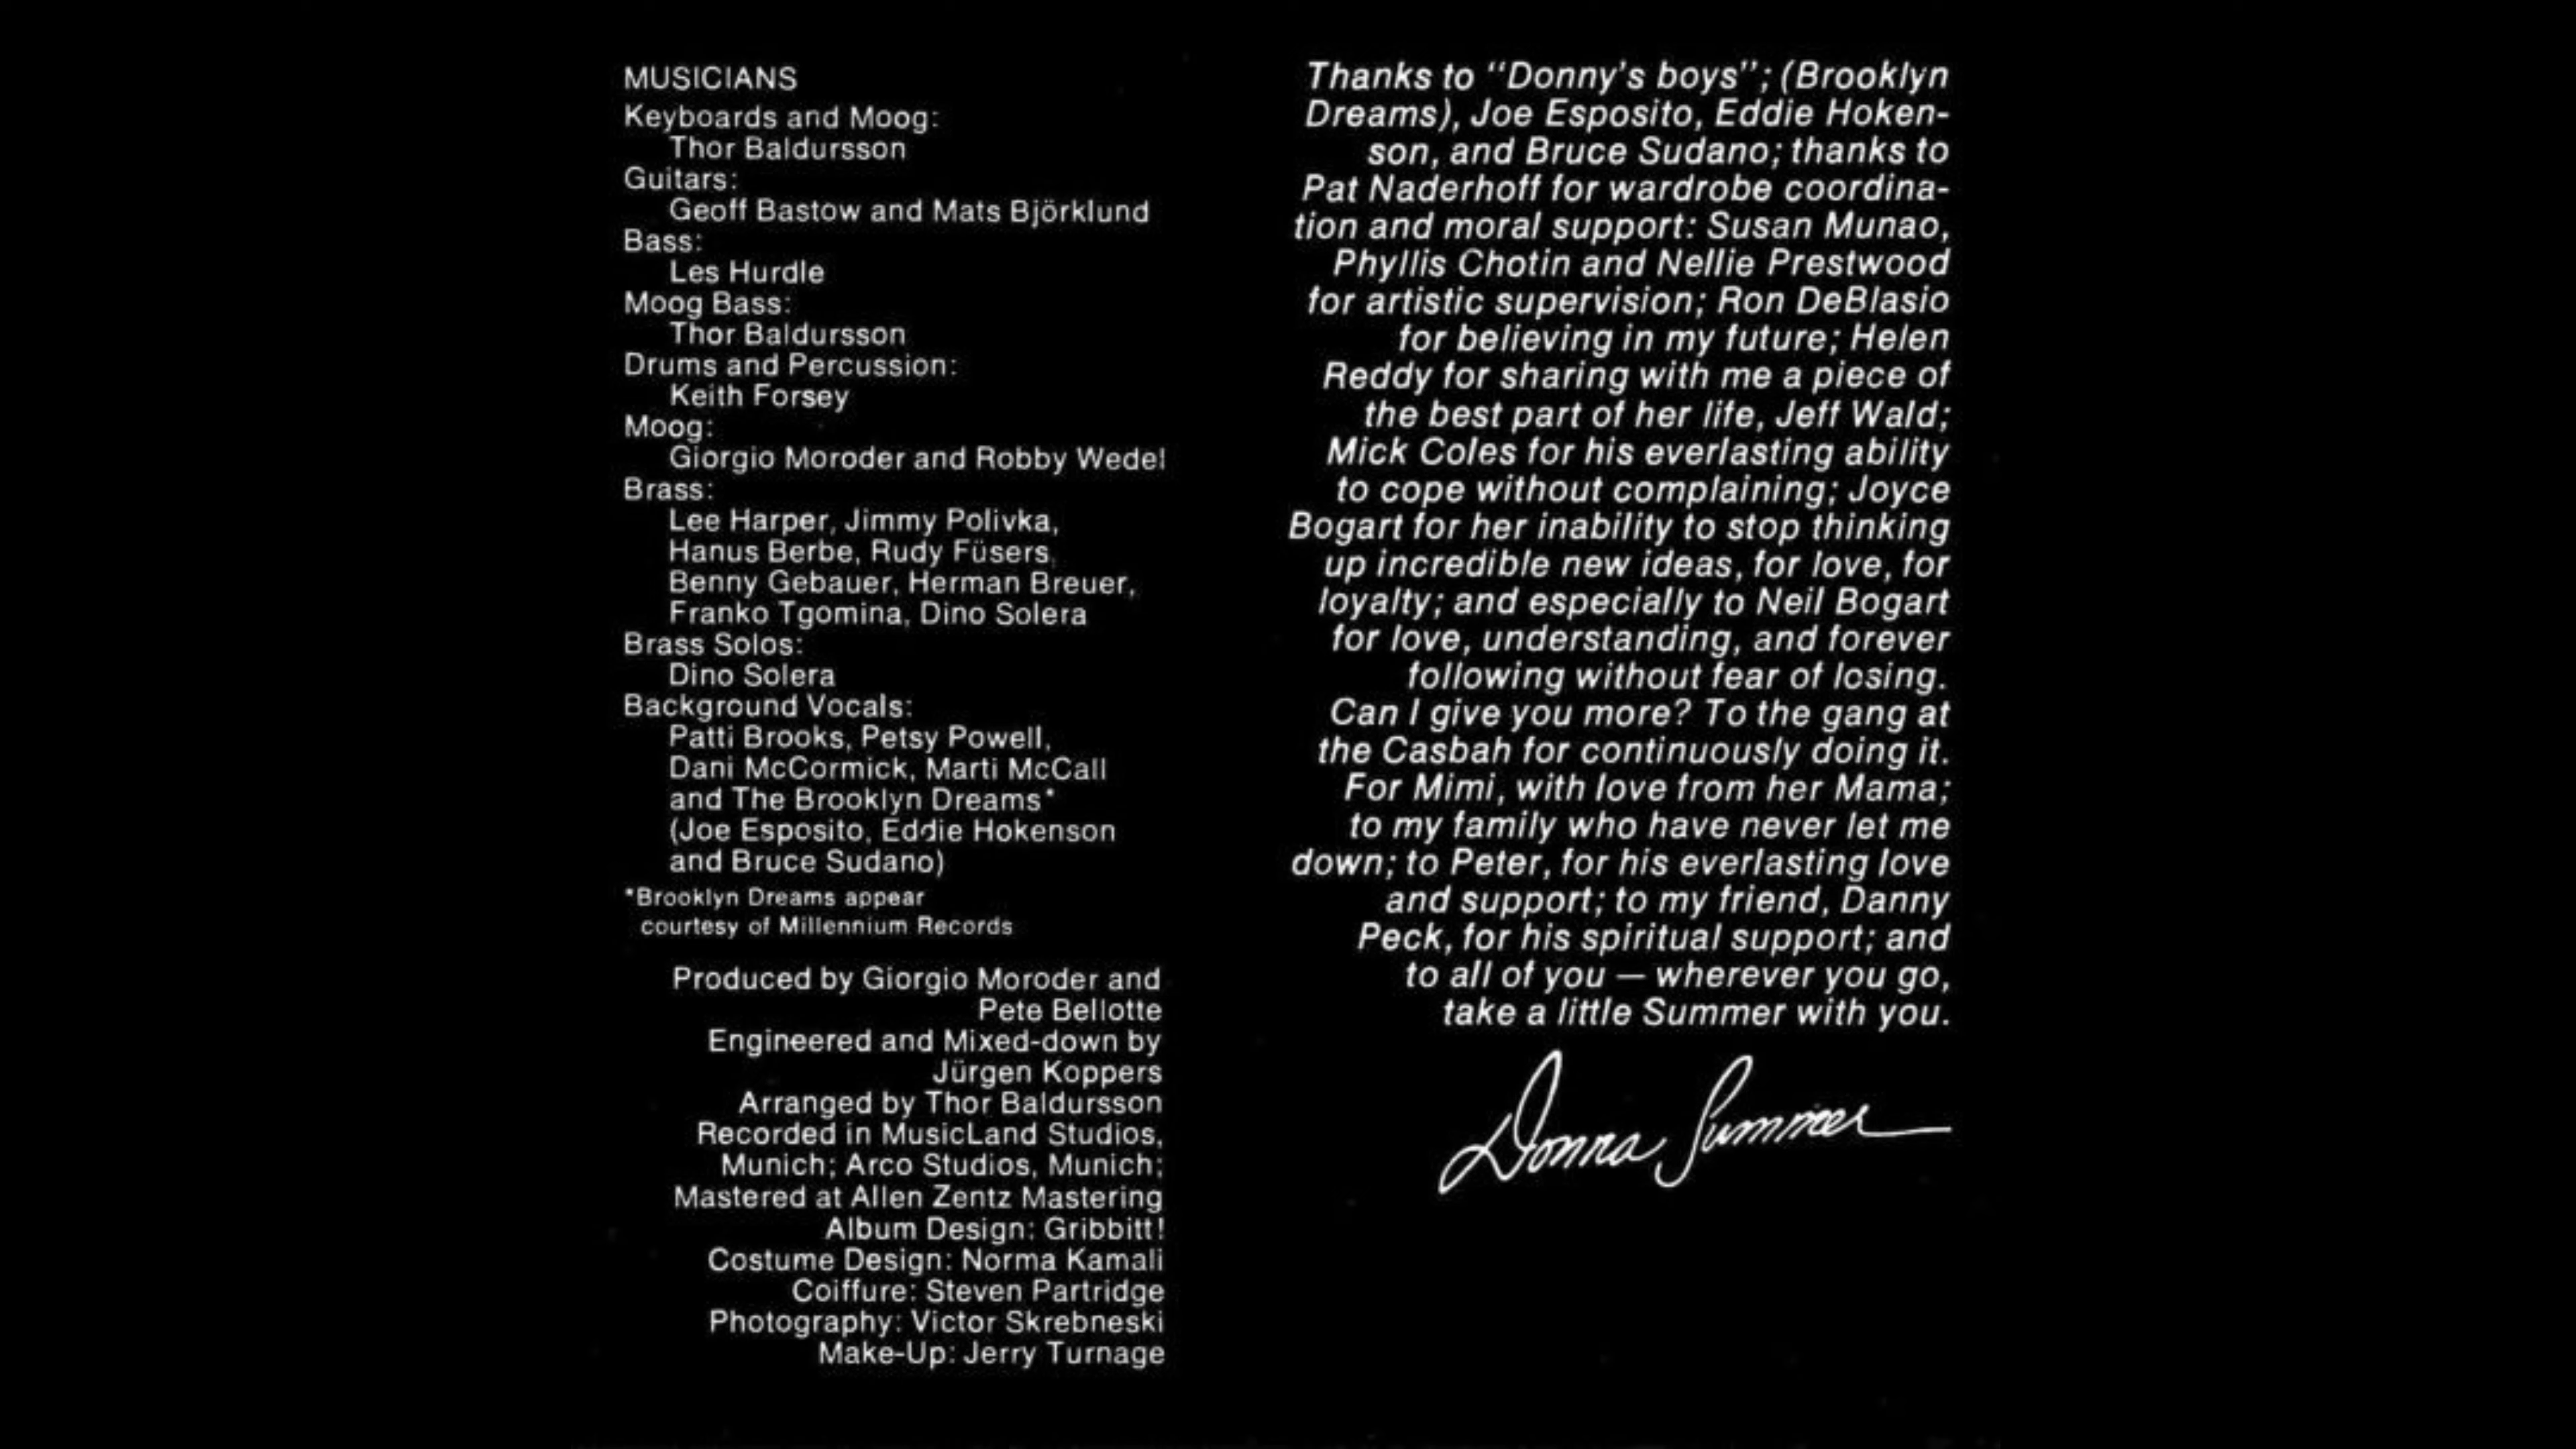 MUSICIANS
Keyboards and Moog:
Thor Baldursson
Guitars:
Geoff Bastow and Mats Björklund
Bass:
Les Hurdle
Moog Bass:
Thor Baldursson
Drums and Percussion:
Keith Forsey
Moog:
Giorgio Moroder and Robby Wedel
Brass:
Lee Harper, Jimmy Polivka,
Hanus Berbe, Rudy Füsers,
Benny Gebauer, Herman Breuer,
Franko Tgomina, Dino Solera
Brass Solos:
Dino Solera
Background Vocals:
Patti Brooks, Petsy Powell,
Dani McCormick, Marti McCall
and The Brooklyn Dreams*
(Joe Esposito, Eddie Hokenson
and Bruce Sudano)
*Brooklyn Dreams appear
courtesy of Millennium Records
Produced by Giorgio Moroder and
Pete Bellotte
Engineered and Mixed-down by
Jürgen Koppers
Arranged by Thor Baldursson
Recorded in MusicLand Studios,
Munich; Arco Studios, Munich;
Mastered at Allen Zentz Mastering
Album Design: Gribbitt!
Costume Design: Norma Kamali
Coiffure: Steven Partridge
Photography: Victor Skrebneski
Make-Up: Jerry Turnage
Thanks to "Donny's boys"; (Brooklyn
Dreams), Joe Esposito, Eddie Hoken-
son, and Bruce Sudano; thanks to
Pat Naderhoff for wardrobe coordina-
tion and moral support: Susan Munao,
Phyllis Chotin and Nellie Prestwood
for artistic supervision; Ron DeBlasio
for believing in my future; Helen
Reddy for sharing with me a piece of
the best part of her life, Jeff Wald;
Mick Coles for his everlasting ability
to cope without complaining; Joyce
Bogart for her inability to stop thinking
up incredible new ideas, for love, for
loyalty; and especially to Neil Bogart
for love, understanding, and forever
following without fear of losing.
Can I give you more? To the gang at
the Casbah for continuously doing it.
For Mimi, with love from her Mama;
to my family who have never let me
down; to Peter, for his everlasting love
and support; to my friend, Danny
Peck, for his spiritual support; and
to all of you — wherever you go,
take a little Summer with you.
Donna Summer